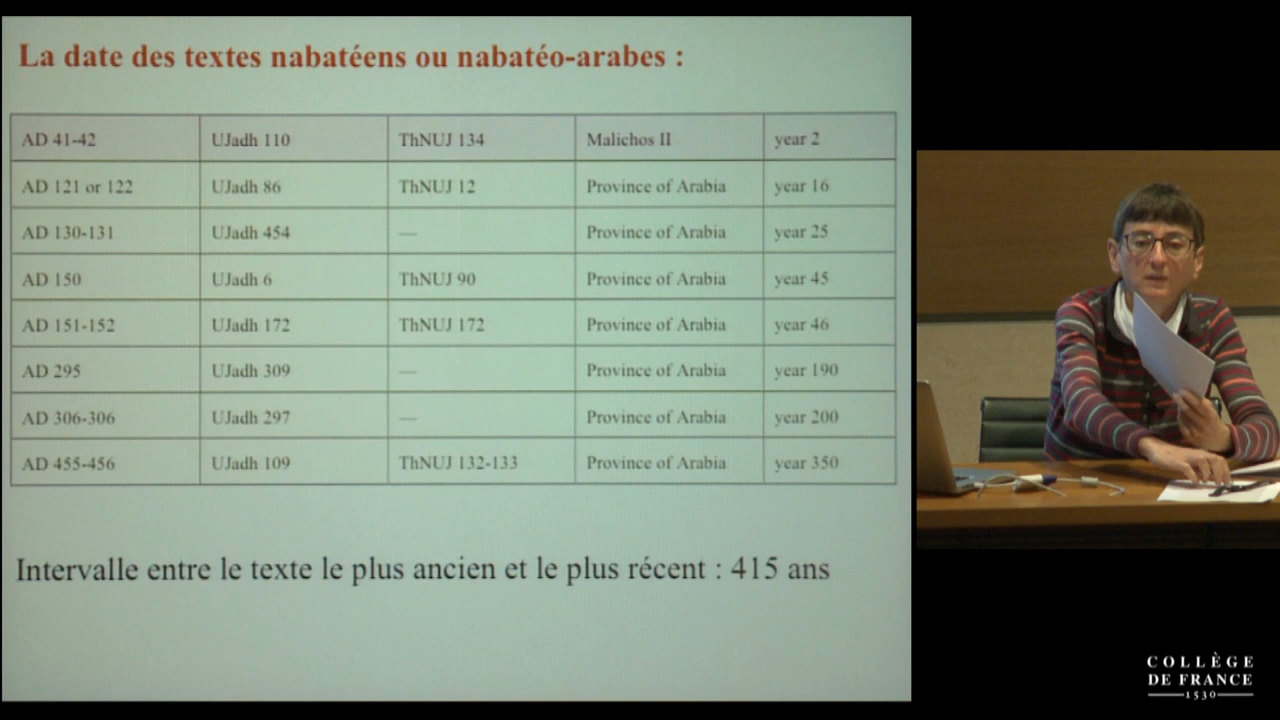 La date des textes nabatéens ou nabatéo-arabes :
AD 41-42 UJadh 110 ThNUJ 134 Malichos II year 2
AD 121 or 122 UJadh 86 ThNUJ 12 Province of Arabia year 16
AD 130-131 UJadh 454 — Province of Arabia year 25
AD 150 UJadh 6 ThNUJ 90 Province of Arabia year 45
AD 151-152 UJadh 172 ThNUJ 172 Province of Arabia year 46
AD 295 UJadh 309 — Province of Arabia year 190
AD 306-306 UJadh 297 — Province of Arabia year 200
AD 455-456 UJadh 109 ThNUJ 132-133 Province of Arabia year 350
Intervalle entre le texte le plus ancien et le plus récent : 415 ans
COLLÈGE
DE FRANCE
1530